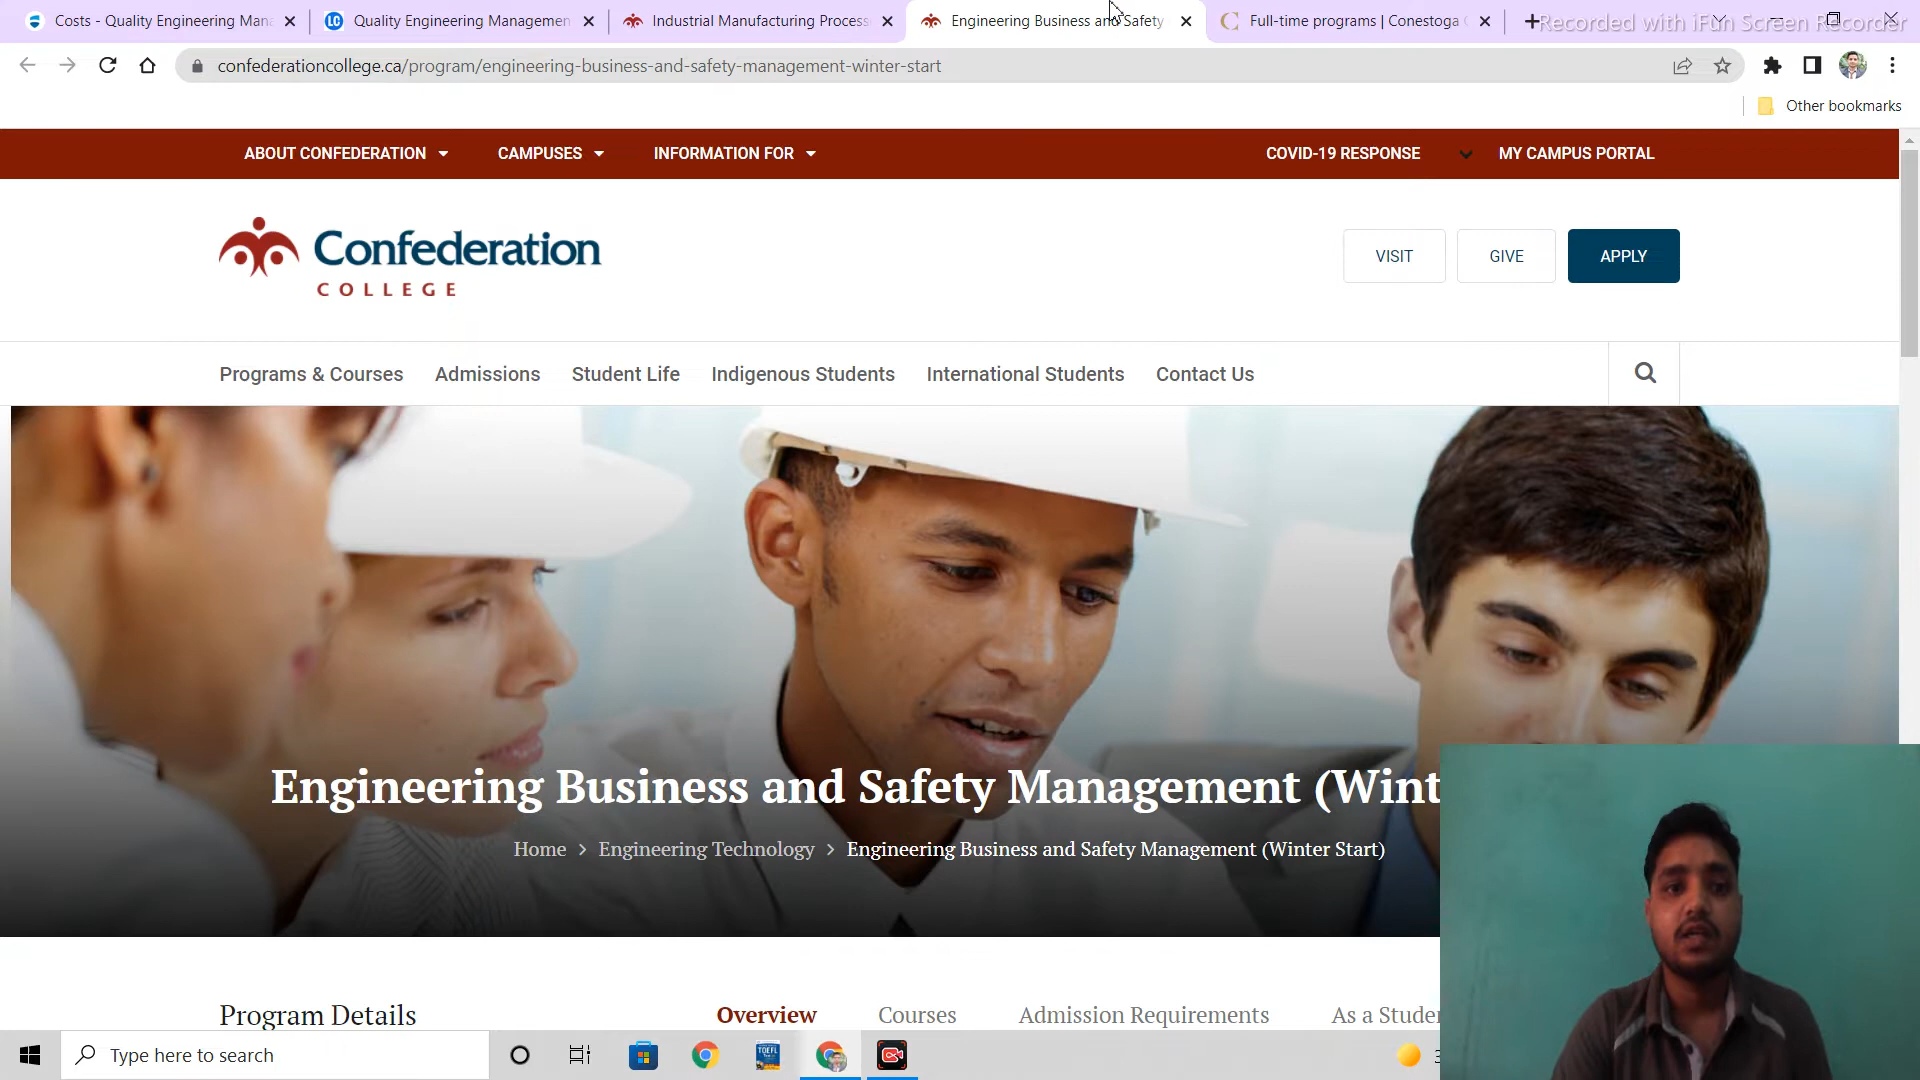 Costs - Quality Engineering Mana
Quality Engineering Managemen
Industrial Manufacturing Process
Engineering Business and Safety
Full-time programs | Conestoga C
Recorded with iFun Screen Recorder
confederationcollege.ca/program/engineering-business-and-safety-management-winter-start
Other bookmarks
ABOUT CONFEDERATION
CAMPUSES
INFORMATION FOR
COVID-19 RESPONSE
MY CAMPUS PORTAL
Confederation
COLLEGE
VISIT
GIVE
APPLY
Programs & Courses
Admissions
Student Life
Indigenous Students
International Students
Contact Us
Engineering Business and Safety Management (Wint
Home > Engineering Technology > Engineering Business and Safety Management (Winter Start)
Program Details
Overview
Courses
Admission Requirements
As a Studen
Type here to search